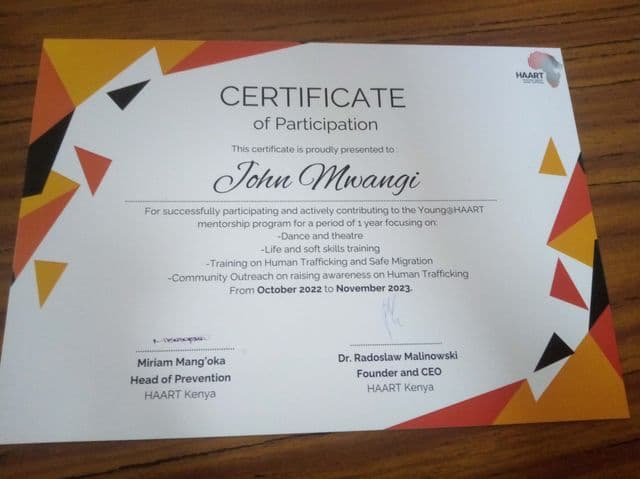 HAART
CERTIFICATE
of Participation
This certificate is proudly presented to
John Mwangi
For successfully participating and actively contributing to the Young@HAART
mentorship program for a period of 1 year focusing on:
-Dance and theatre
-Life and soft skills training
-Training on Human Trafficking and Safe Migration
-Community Outreach on raising awareness on Human Trafficking
From October 2022 to November 2023.
Miriam Mang'oka
Head of Prevention
HAART Kenya
Dr. Radoslaw Malinowski
Founder and CEO
HAART Kenya